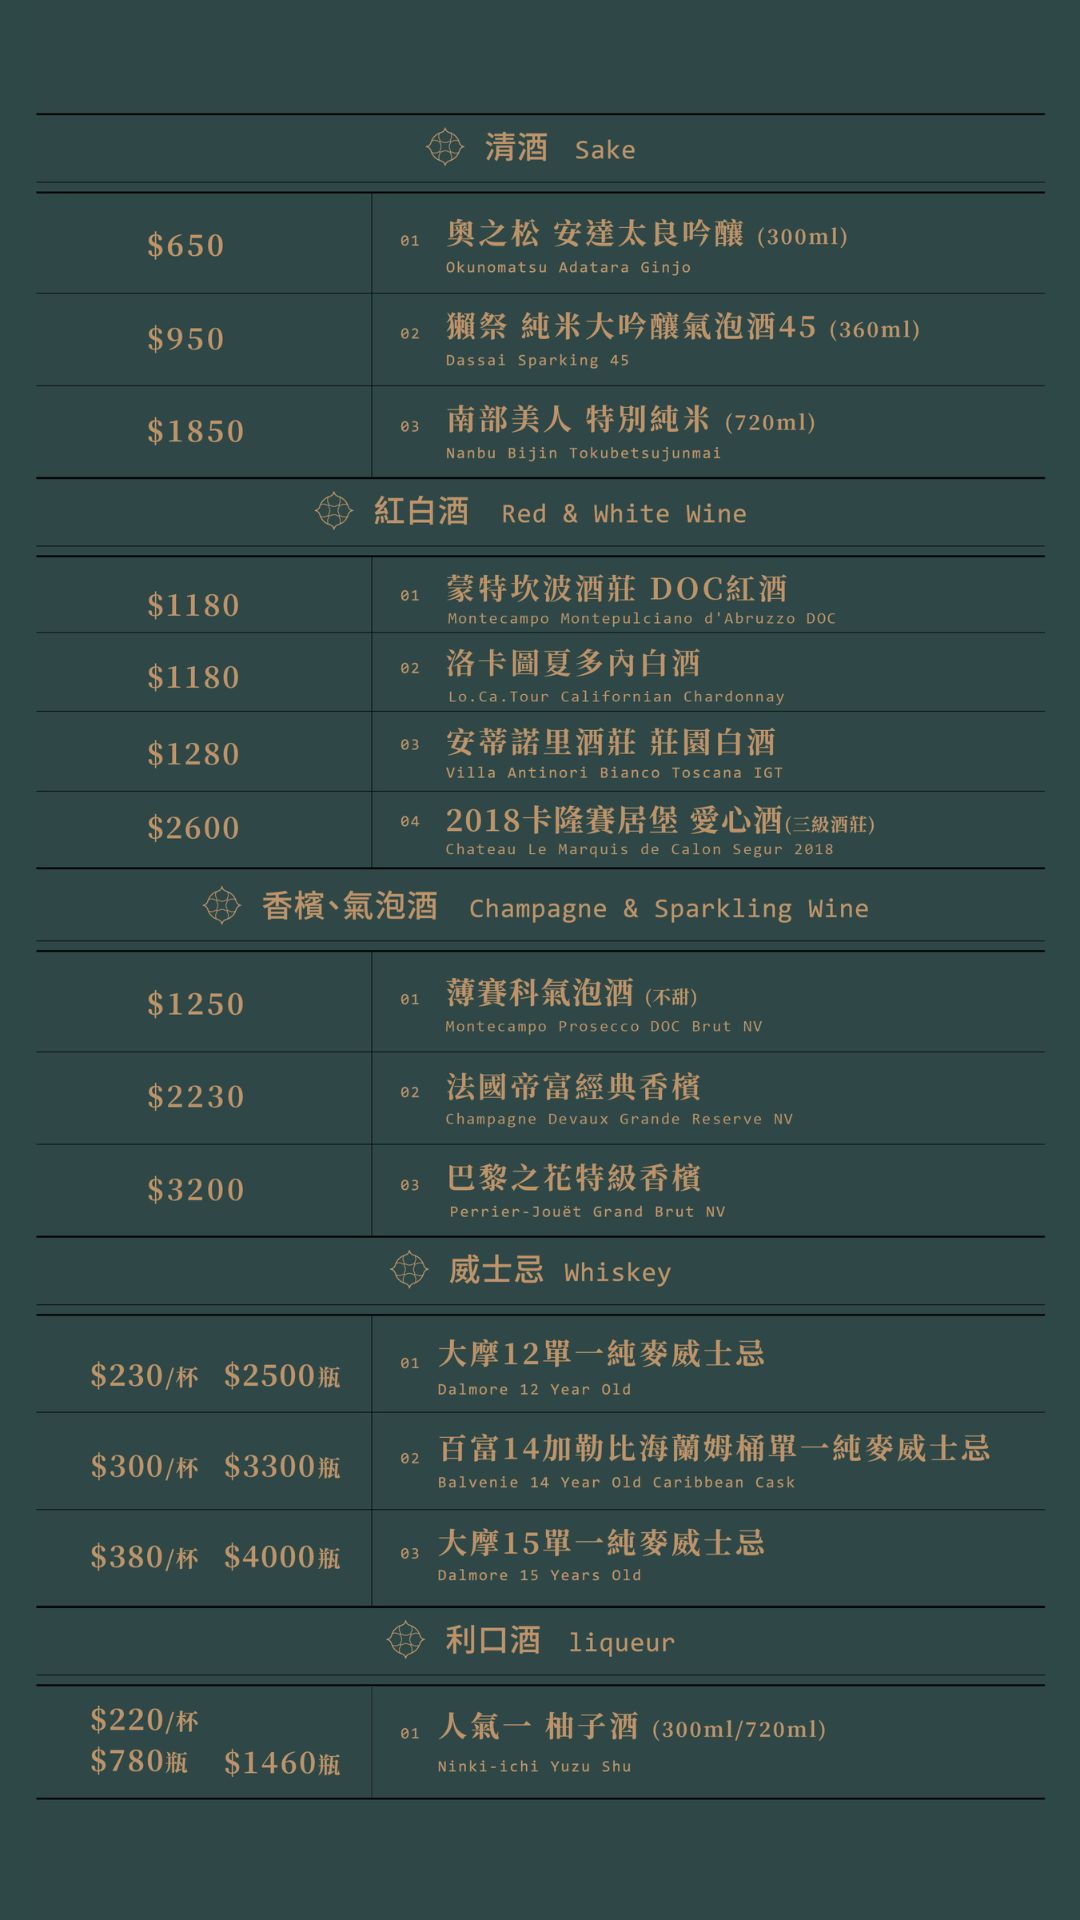 清酒 Sake
$650
01 奧之松 安達太良吟釀 (300ml)
Okunomatsu Adatara Ginjo
$950
02 獺祭 純米大吟釀氣泡酒45 (360ml)
Dassai Sparking 45
$1850
03 南部美人 特別純米 (720ml)
Nanbu Bijin Tokubetsujunmai
紅白酒 Red & White Wine
$1180
01 蒙特坎波酒莊 DOC紅酒
Montecampo Montepulciano d'Abruzzo DOC
$1180
02 洛卡圖夏多內白酒
Lo.Ca.Tour Californian Chardonnay
$1280
03 安蒂諾里酒莊 莊園白酒
Villa Antinori Bianco Toscana IGT
$2600
04 2018卡隆賽居堡 愛心酒(三級酒莊)
Chateau Le Marquis de Calon Segur 2018
香檳、氣泡酒 Champagne & Sparkling Wine
$1250
01 薄賽科氣泡酒 (不甜)
Montecampo Prosecco DOC Brut NV
$2230
02 法國帝富經典香檳
Champagne Devaux Grande Reserve NV
$3200
03 巴黎之花特級香檳
Perrier-Jouët Grand Brut NV
威士忌 Whiskey
$230/杯 $2500瓶
01 大摩12單一純麥威士忌
Dalmore 12 Year Old
$300/杯 $3300瓶
02 百富14加勒比海蘭姆桶單一純麥威士忌
Balvenie 14 Year Old Caribbean Cask
$380/杯 $4000瓶
03 大摩15單一純麥威士忌
Dalmore 15 Years Old
利口酒 liqueur
$220/杯
$780瓶 $1460瓶
01 人氣一 柚子酒 (300ml/720ml)
Ninki-ichi Yuzu Shu